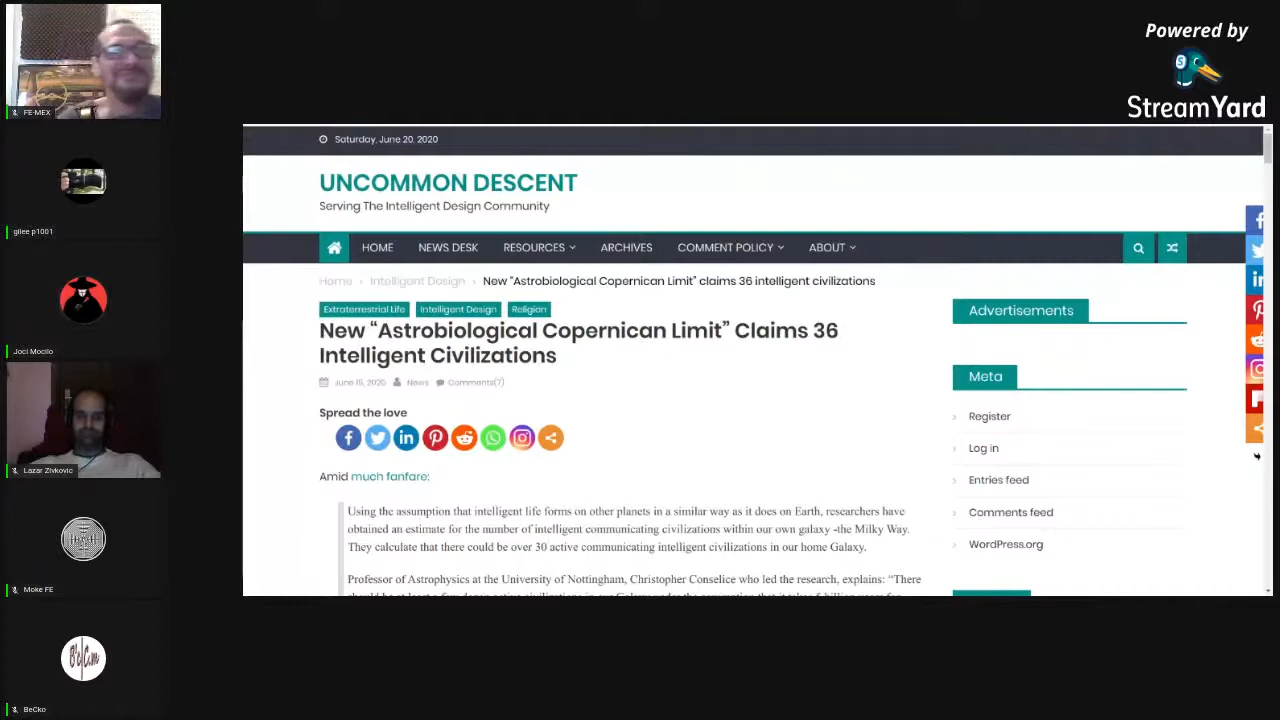 Powered by
StreamYard
FE-MEX
gilee p1001
Joci Mocilo
Lazar Zivkovic
Moke FE
BeCko
Saturday, June 20, 2020
UNCOMMON DESCENT
Serving The Intelligent Design Community
HOME NEWS DESK RESOURCES ARCHIVES COMMENT POLICY ABOUT
Home > Intelligent Design > New "Astrobiological Copernican Limit" claims 36 intelligent civilizations
Extraterrestrial Life Intelligent Design Religian
New “Astrobiological Copernican Limit” Claims 36
Intelligent Civilizations
June 15, 2020 News Comments(7)
Spread the love
Amid much fanfare:
Using the assumption that intelligent life forms on other planets in a similar way as it does on Earth, researchers have
obtained an estimate for the number of intelligent communicating civilizations within our own galaxy -the Milky Way.
They calculate that there could be over 30 active communicating intelligent civilizations in our home Galaxy.
Professor of Astrophysics at the University of Nottingham, Christopher Conselice who led the research, explains: “There
Advertisements
Meta
Register
Log in
Entries feed
Comments feed
WordPress.org